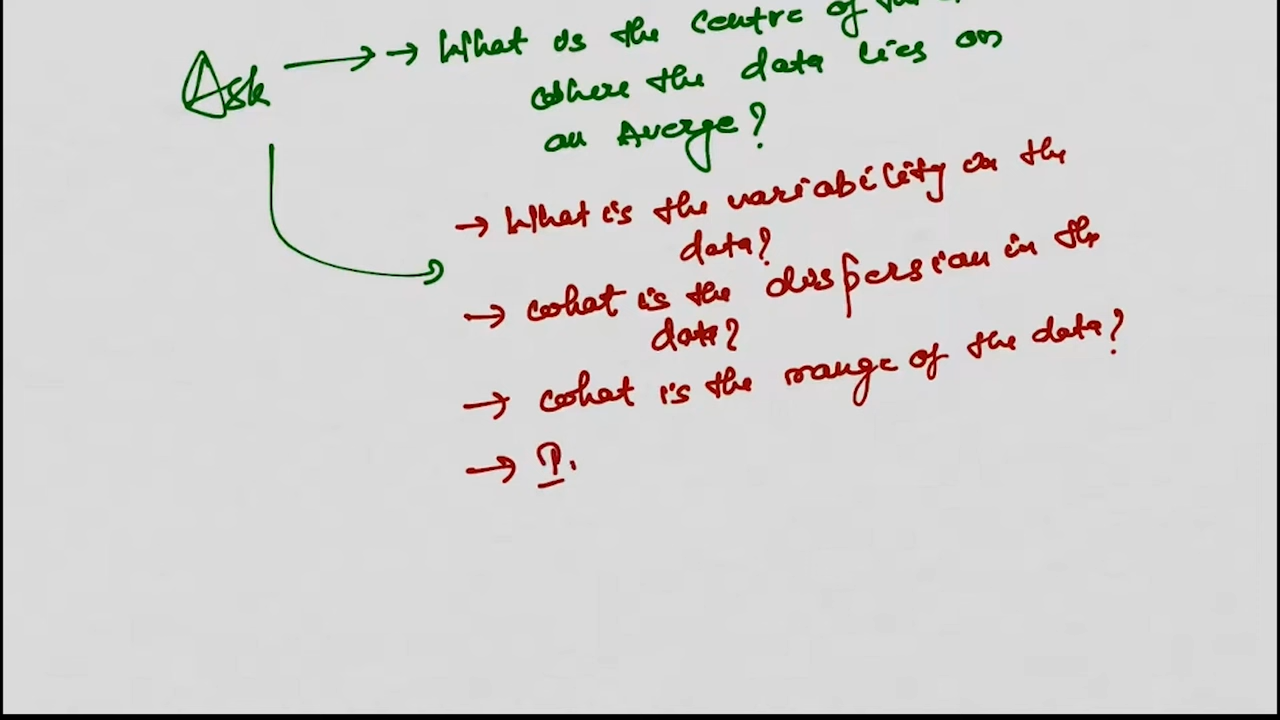 Ask → → What is the centre of
where the data lies on
an Averge?
→ What is the variability in the
data?
→ what is the dispersion in the
data?
→ what is the range of the data?
→ I.